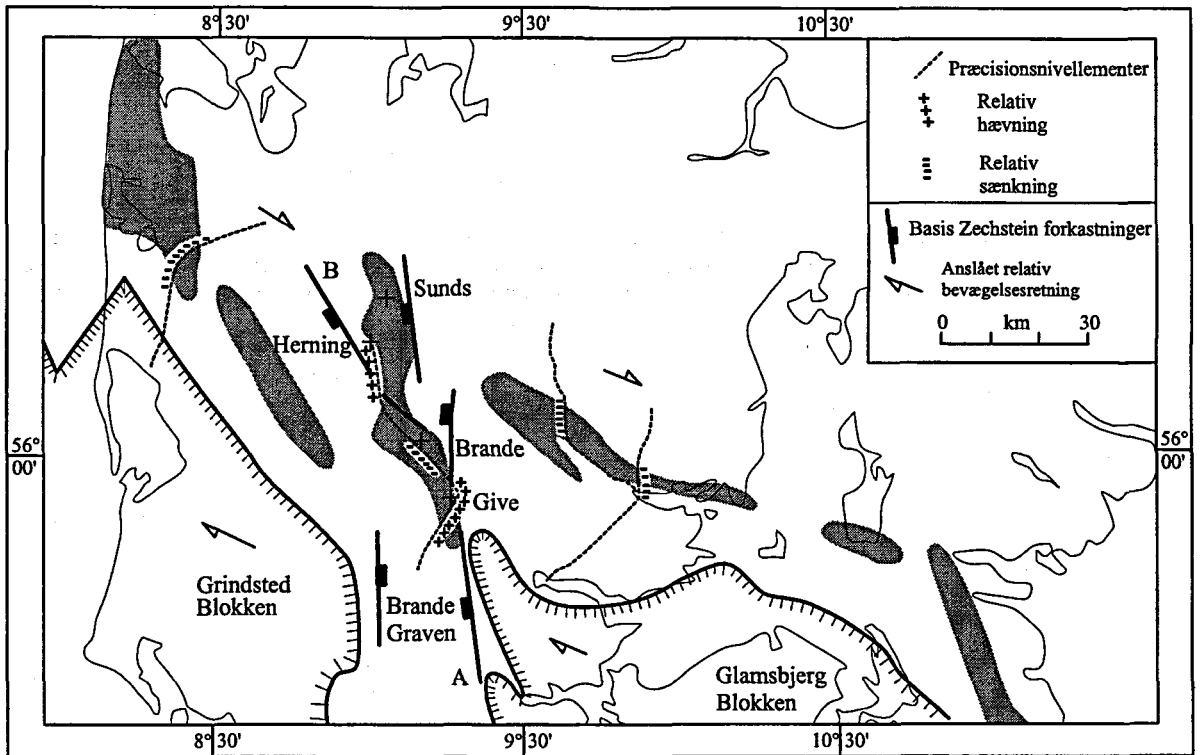 8°30' 9°30' 10°30'
Præcisionsnivellementer
Relativ
hævning
Relativ
sænkning
Basis Zechstein forkastninger
Anslået relativ
bevægelsesretning
0 km 30
B
Sunds
Herning
56°
00'
56°
00'
Brande
Give
Grindsted
Blokken
Brande
Graven
A
Glamsbjerg
Blokken
8°30' 9°30' 10°30'